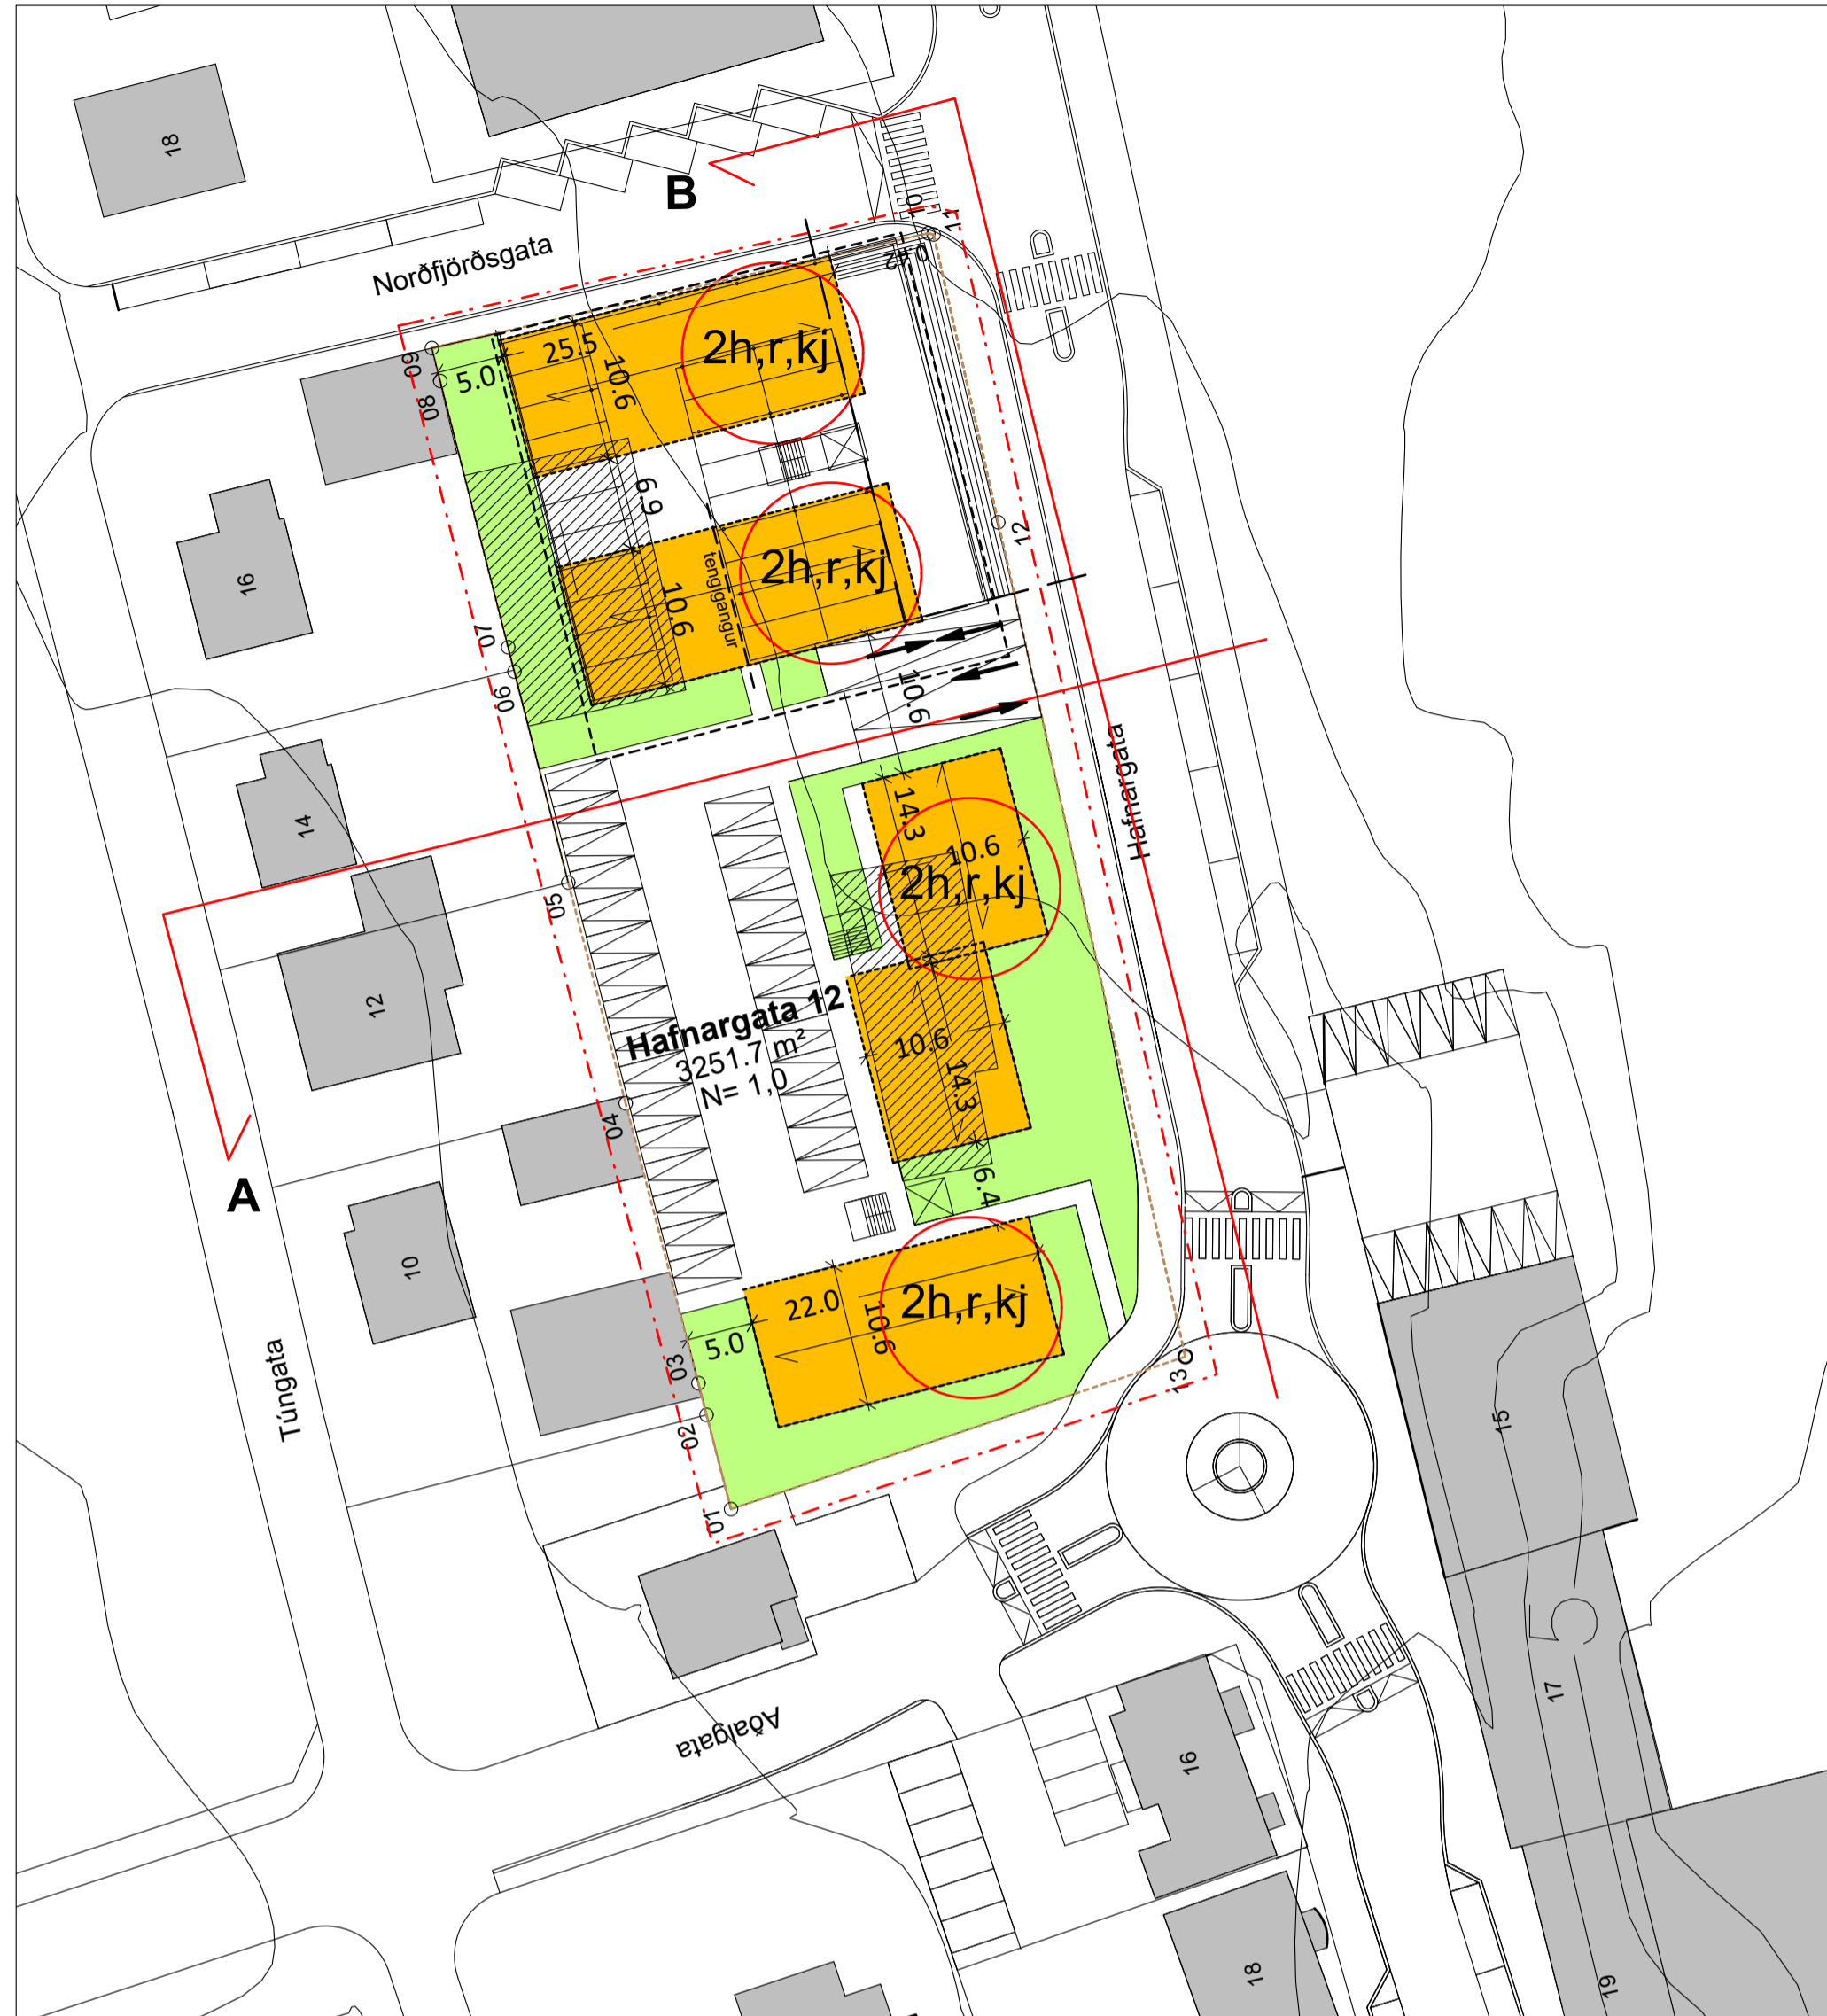 18
B
10
11
Norðfjörðsgata
12.0
09
08
5.0
25.5
10.6
2h,r,kj
6.9
12
16
tengigangur
2h,r,kj
10.6
07
06
10.6
Hafnargata
14
14.3
10.6
2h,r,kj
05
12
Hafnargata 12
3251.7 m²
N= 1,0
10.6
14.3
04
A
6.4
10
22.0
10.6
2h,r,kj
5.0
03
13
Túngata
02
15
01
17
Aðalgata
16
18
19